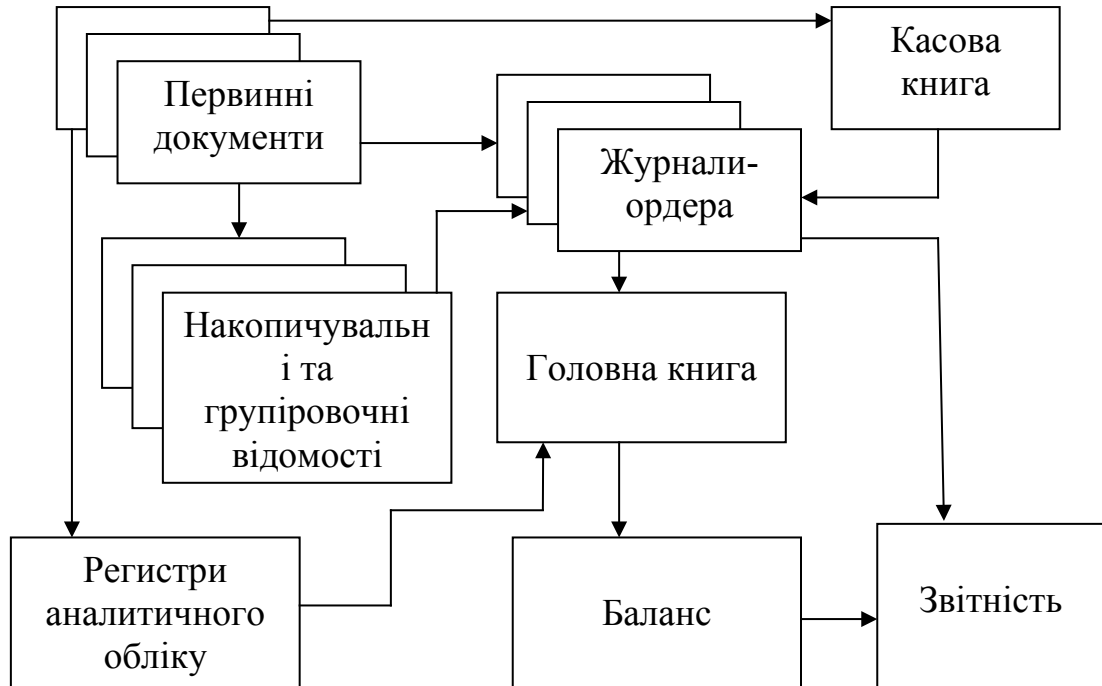 Касова
книга
Первинні
документи
Журнали-
ордера
Накопичувальн
і та
групіровочні
відомості
Головна книга
Регистри
аналитичного
обліку
Баланс
Звітність